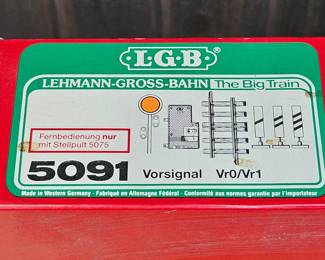 ·L·G·B·
LEHMANN-GROSS-BAHN The Big Train
Fernbedienung nur
mit Stellpult 5075
5091 Vorsignal Vr0/Vr1
Made in Western Germany - Fabriqué en Allemagne Fédéral - Conformité aux normes garantie par l'importateur